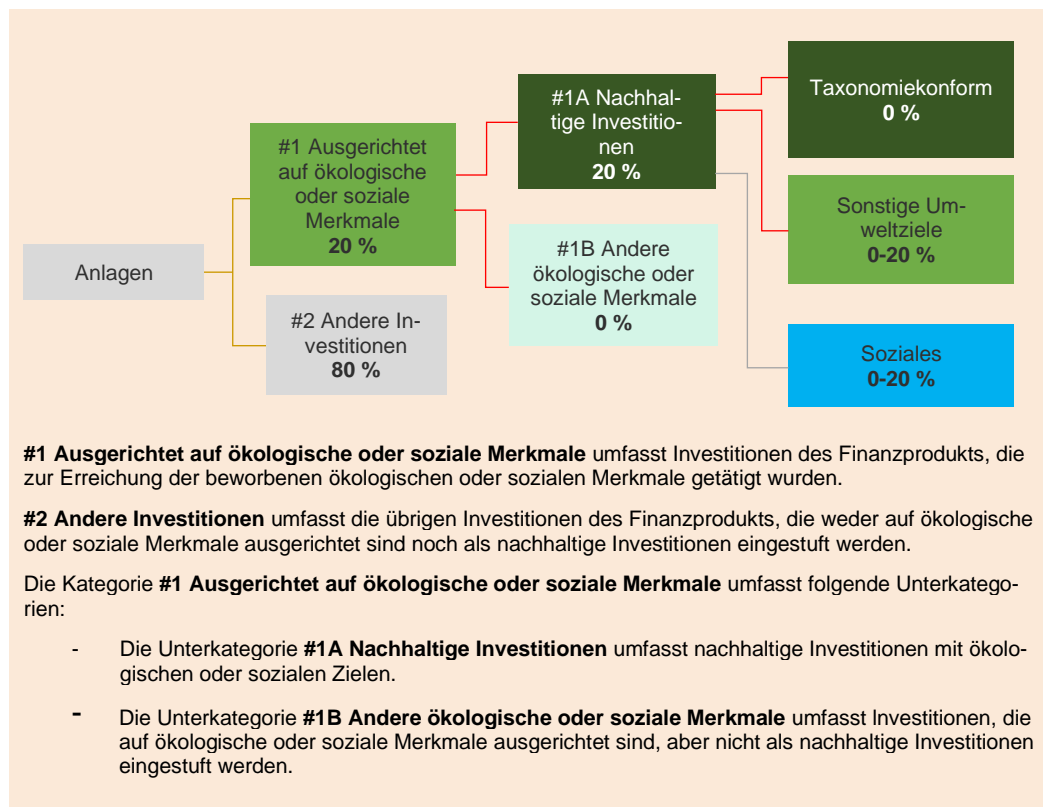 Anlagen
#1 Ausgerichtet
auf ökologische
oder soziale
Merkmale
20 %
#2 Andere In-
vestitionen
80 %
#1A Nachhal-
tige Investitio-
nen
20 %
#1B Andere
ökologische oder
soziale Merkmale
0 %
Taxonomiekonform
0 %
Sonstige Um-
weltziele
0-20 %
Soziales
0-20 %
#1 Ausgerichtet auf ökologische oder soziale Merkmale umfasst Investitionen des Finanzprodukts, die
zur Erreichung der beworbenen ökologischen oder sozialen Merkmale getätigt wurden.
#2 Andere Investitionen umfasst die übrigen Investitionen des Finanzprodukts, die weder auf ökologische
oder soziale Merkmale ausgerichtet sind noch als nachhaltige Investitionen eingestuft werden.
Die Kategorie #1 Ausgerichtet auf ökologische oder soziale Merkmale umfasst folgende Unterkatego-
rien:
- Die Unterkategorie #1A Nachhaltige Investitionen umfasst nachhaltige Investitionen mit ökolo-
gischen oder sozialen Zielen.
- Die Unterkategorie #1B Andere ökologische oder soziale Merkmale umfasst Investitionen, die
auf ökologische oder soziale Merkmale ausgerichtet sind, aber nicht als nachhaltige Investitionen
eingestuft werden.